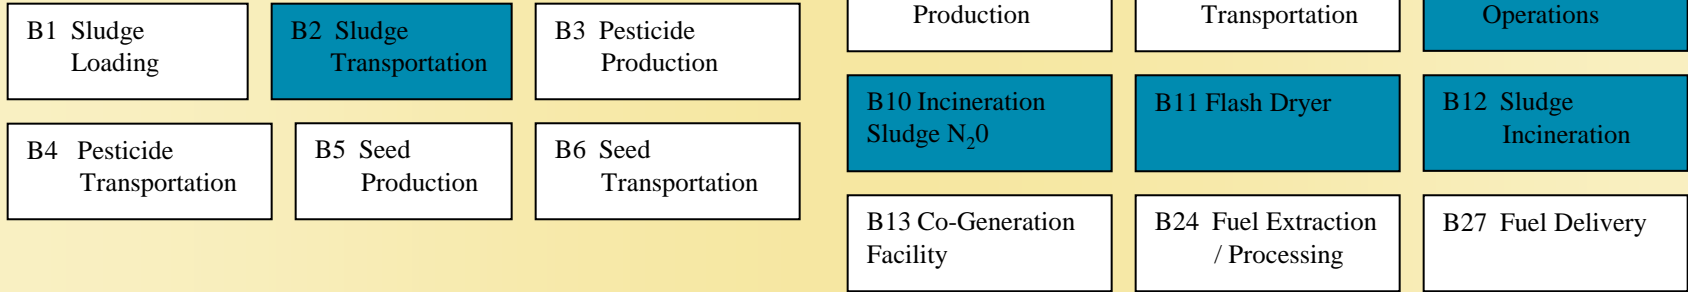 B1 Sludge
Loading
B2 Sludge
Transportation
B3 Pesticide
Production
B4 Pesticide
Transportation
B5 Seed
Production
B6 Seed
Transportation
Production
Transportation
Operations
B10 Incineration
Sludge N₂0
B11 Flash Dryer
B12 Sludge
Incineration
B13 Co-Generation
Facility
B24 Fuel Extraction
/ Processing
B27 Fuel Delivery